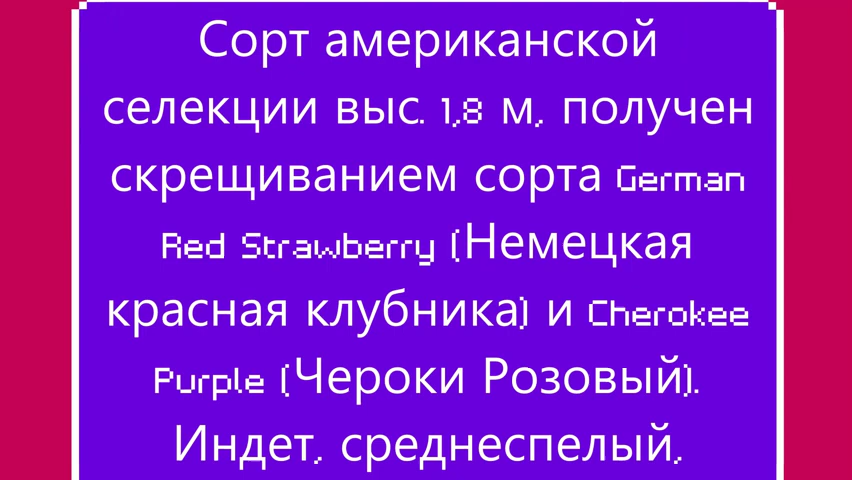 Сорт американской
селекции выс. 1,8 м, получен
скрещиванием сорта German
Red Strawberry (Немецкая
красная клубника) и Cherokee
Purple (Чероки Розовый).
Индет, среднеспелый,